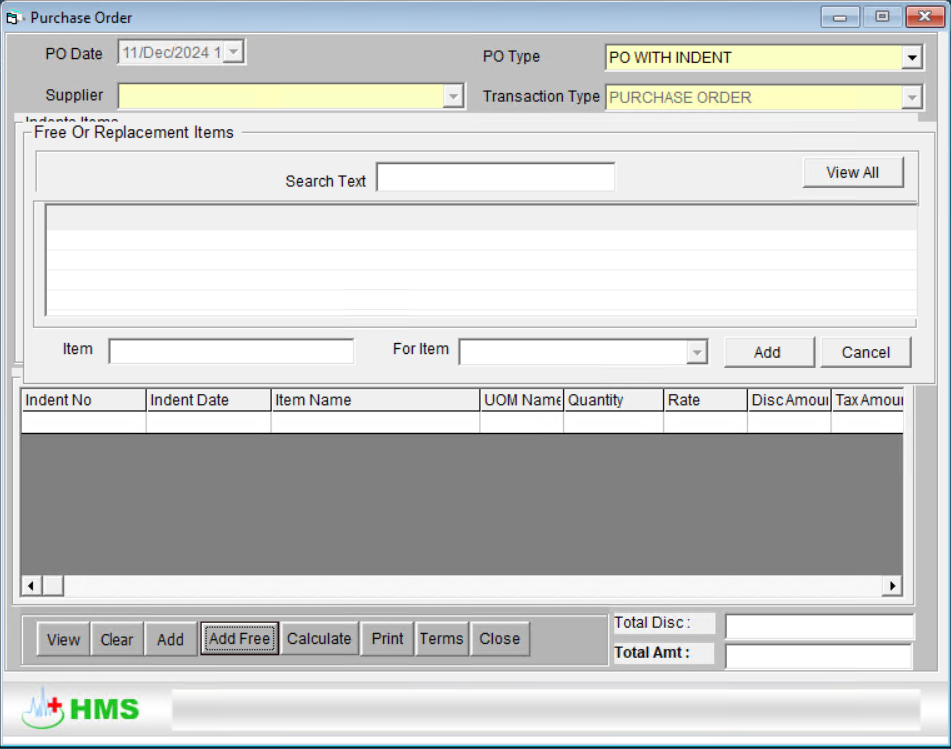 Purchase Order
PO Date 11/Dec/2024 1 PO Type PO WITH INDENT
Supplier Transaction Type PURCHASE ORDER
Indents Items
Free Or Replacement Items
Search Text View All
Item For Item Add Cancel
Indent No Indent Date Item Name UOM Name Quantity Rate Disc Amou Tax Amou
View Clear Add Add Free Calculate Print Terms Close
Total Disc :
Total Amt :
HMS